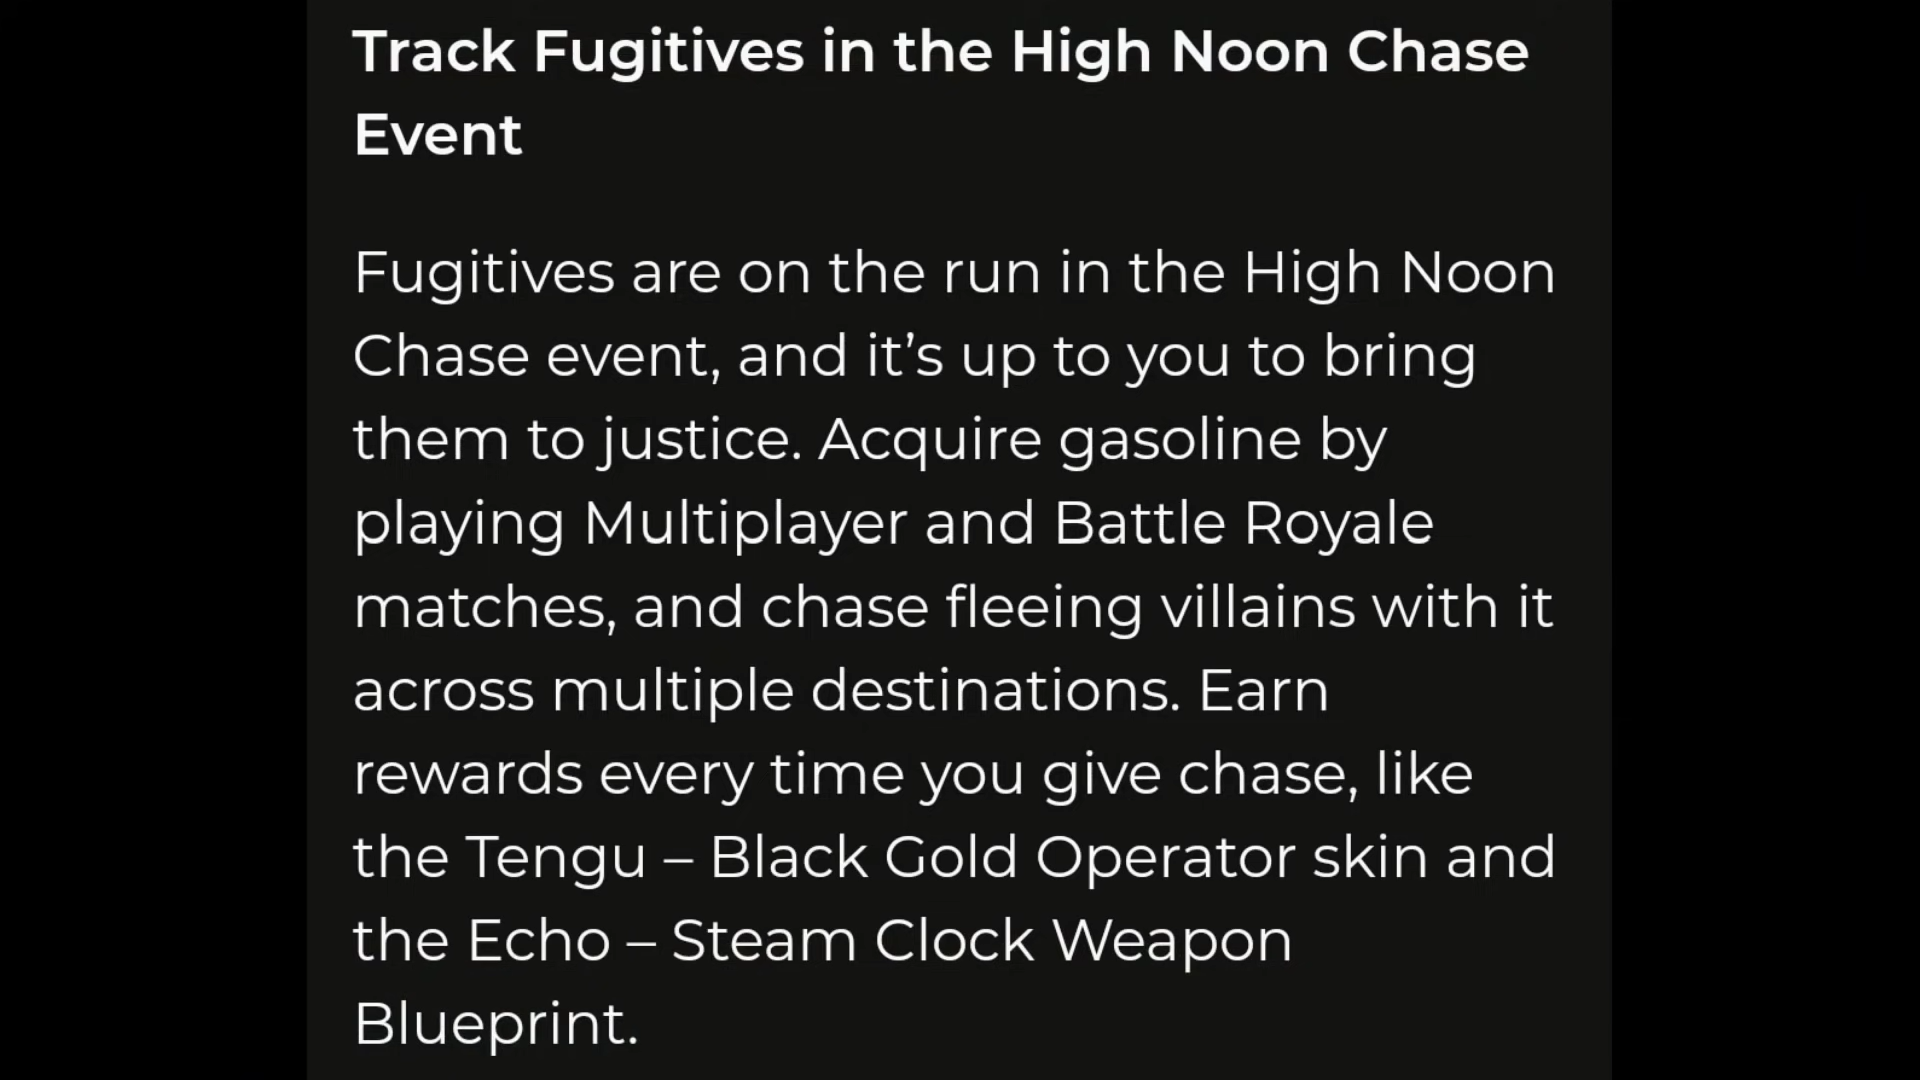 Track Fugitives in the High Noon Chase
Event
Fugitives are on the run in the High Noon
Chase event, and it’s up to you to bring
them to justice. Acquire gasoline by
playing Multiplayer and Battle Royale
matches, and chase fleeing villains with it
across multiple destinations. Earn
rewards every time you give chase, like
the Tengu – Black Gold Operator skin and
the Echo – Steam Clock Weapon
Blueprint.